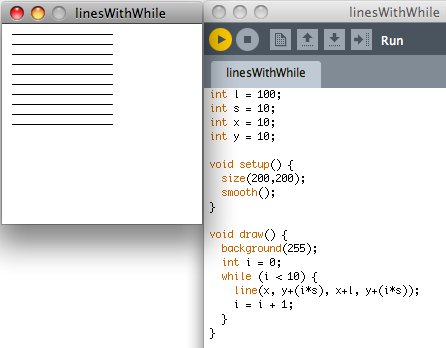 linesWithWhile
linesWithWhile
Run
linesWithWhile
int l = 100;
int s = 10;
int x = 10;
int y = 10;
void setup() {
  size(200,200);
  smooth();
}
void draw() {
  background(255);
  int i = 0;
  while (i < 10) {
    line(x, y+(i*s), x+l, y+(i*s));
    i = i + 1;
  }
}